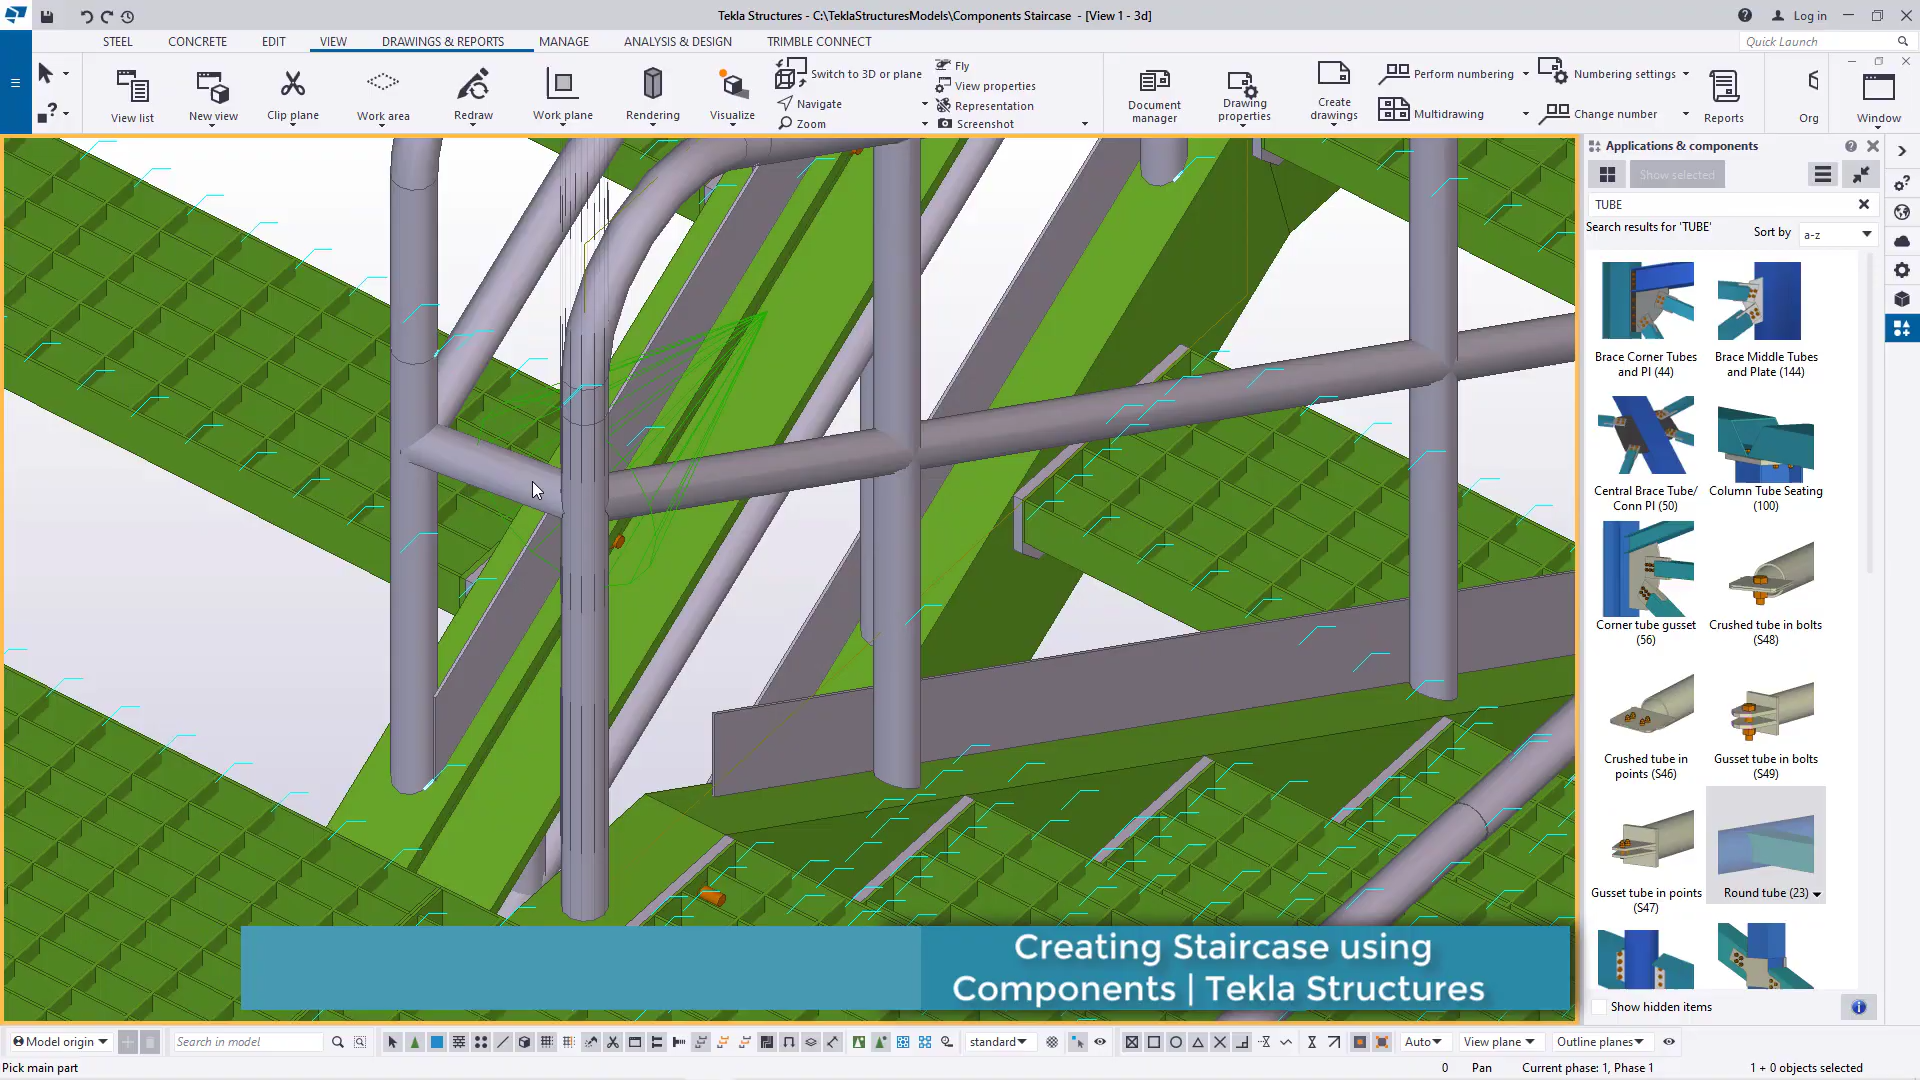 Tekla Structures - C:\TeklaStructuresModels\Components Staircase - [View 1 - 3d]
Log in
STEEL
CONCRETE
EDIT
VIEW
DRAWINGS & REPORTS
MANAGE
ANALYSIS & DESIGN
TRIMBLE CONNECT
Quick Launch
View list
New view
Clip plane
Work area
Redraw
Work plane
Rendering
Visualize
Switch to 3D or plane
Navigate
Zoom
Fly
View properties
Representation
Screenshot
Document
manager
Drawing
properties
Create
drawings
Perform numbering
Multidrawing
Numbering settings
Change number
Reports
Org
Window
Applications & components
Show selected
TUBE
Search results for 'TUBE'
Sort by
a-z
Brace Corner Tubes
and Pl (44)
Brace Middle Tubes
and Plate (144)
Central Brace Tube/
Conn Pl (50)
Column Tube Seating
(100)
Corner tube gusset
(56)
Crushed tube in bolts
(S48)
Crushed tube in
points (S46)
Gusset tube in bolts
(S49)
Gusset tube in points
(S47)
Round tube (23)
Show hidden items
Creating Staircase using
Components | Tekla Structures
Model origin
Search in model
standard
Auto
View plane
Outline planes
Pick main part
0
Pan
Current phase: 1, Phase 1
1 + 0 objects selected